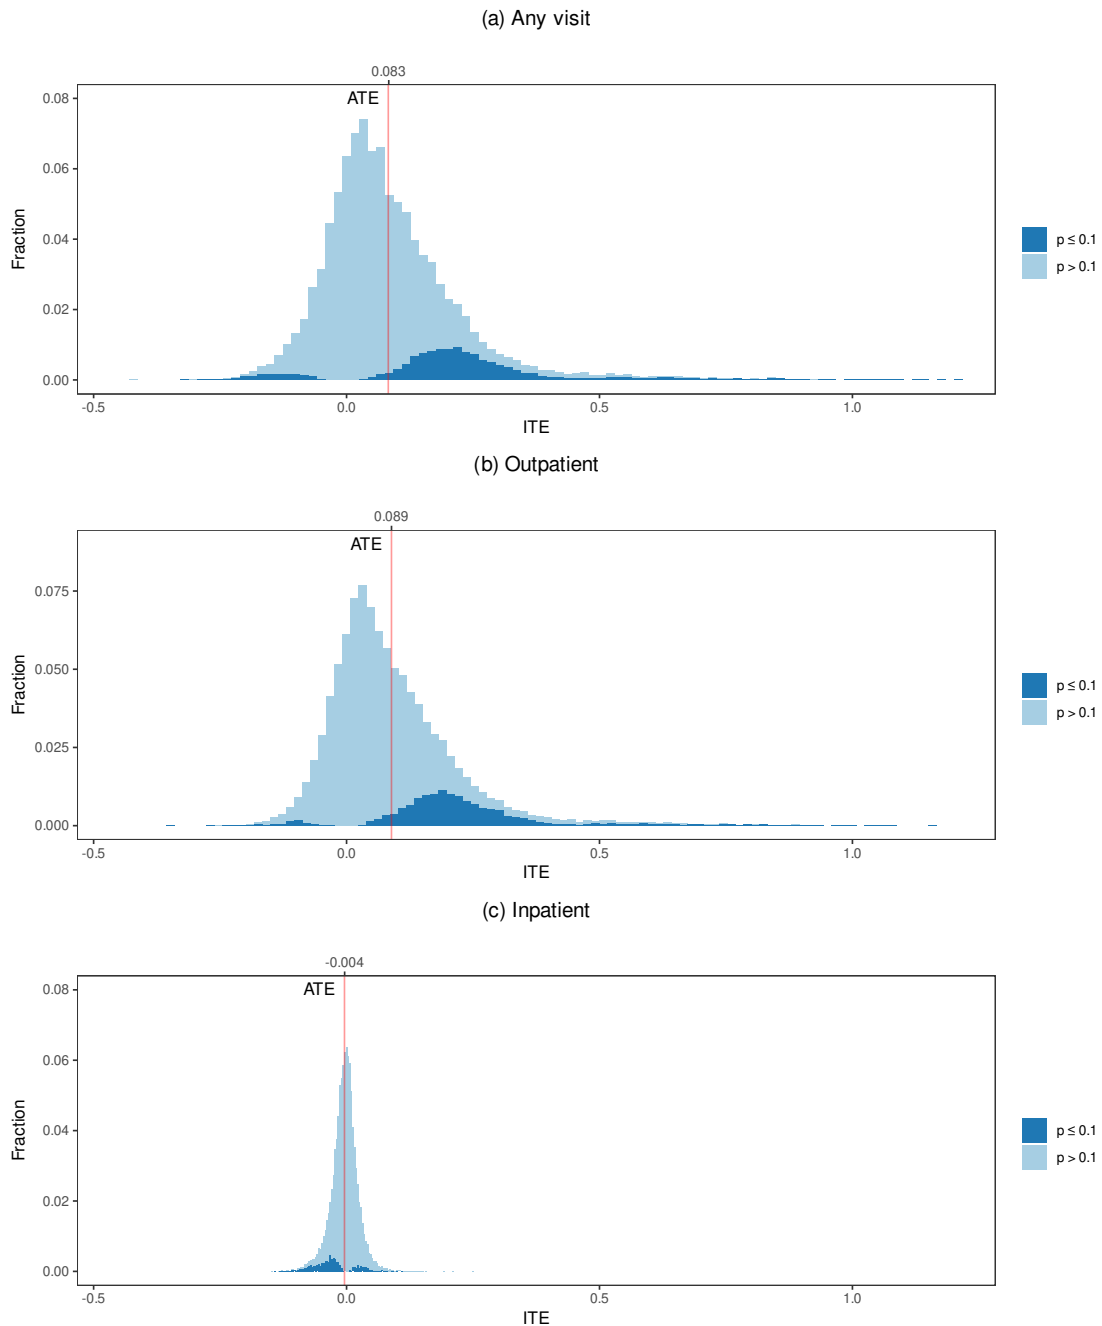 (a) Any visit
0.083
ATE
0.08
0.06
0.04
0.02
0.00
Fraction
-0.5 0.0 0.5 1.0
ITE
p ≤ 0.1
p > 0.1
(b) Outpatient
0.089
ATE
0.075
0.050
0.025
0.000
Fraction
-0.5 0.0 0.5 1.0
ITE
p ≤ 0.1
p > 0.1
(c) Inpatient
-0.004
ATE
0.08
0.06
0.04
0.02
0.00
Fraction
-0.5 0.0 0.5 1.0
ITE
p ≤ 0.1
p > 0.1